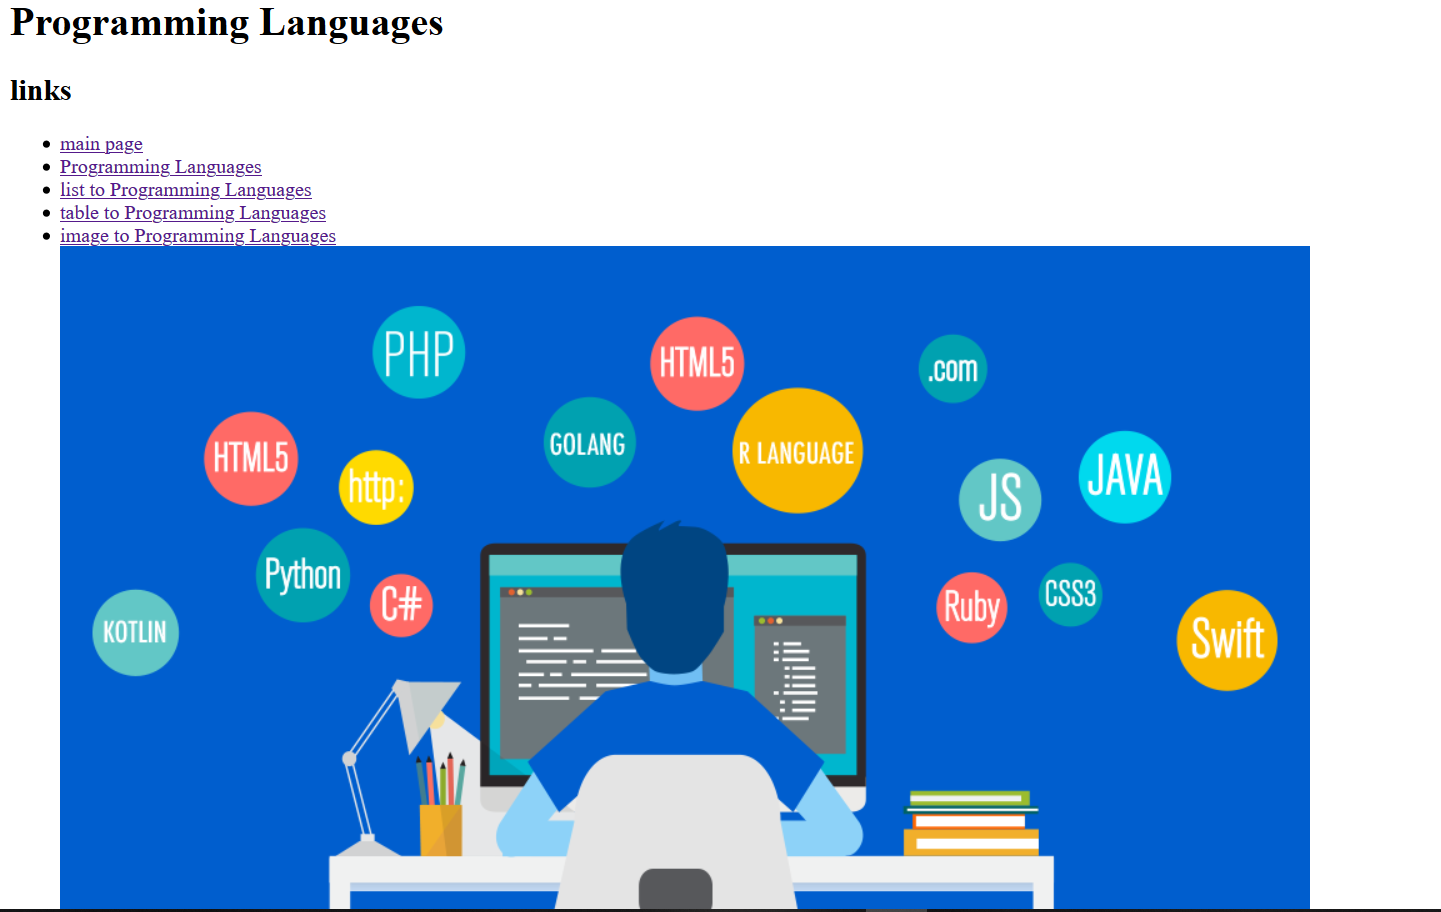 Programming Languages
links
main page
Programming Languages
list to Programming Languages
table to Programming Languages
image to Programming Languages
PHP
HTML5
.com
GOLANG
R LANGUAGE
HTML5
http:
JS
JAVA
Python
C#
Ruby
CSS3
KOTLIN
Swift